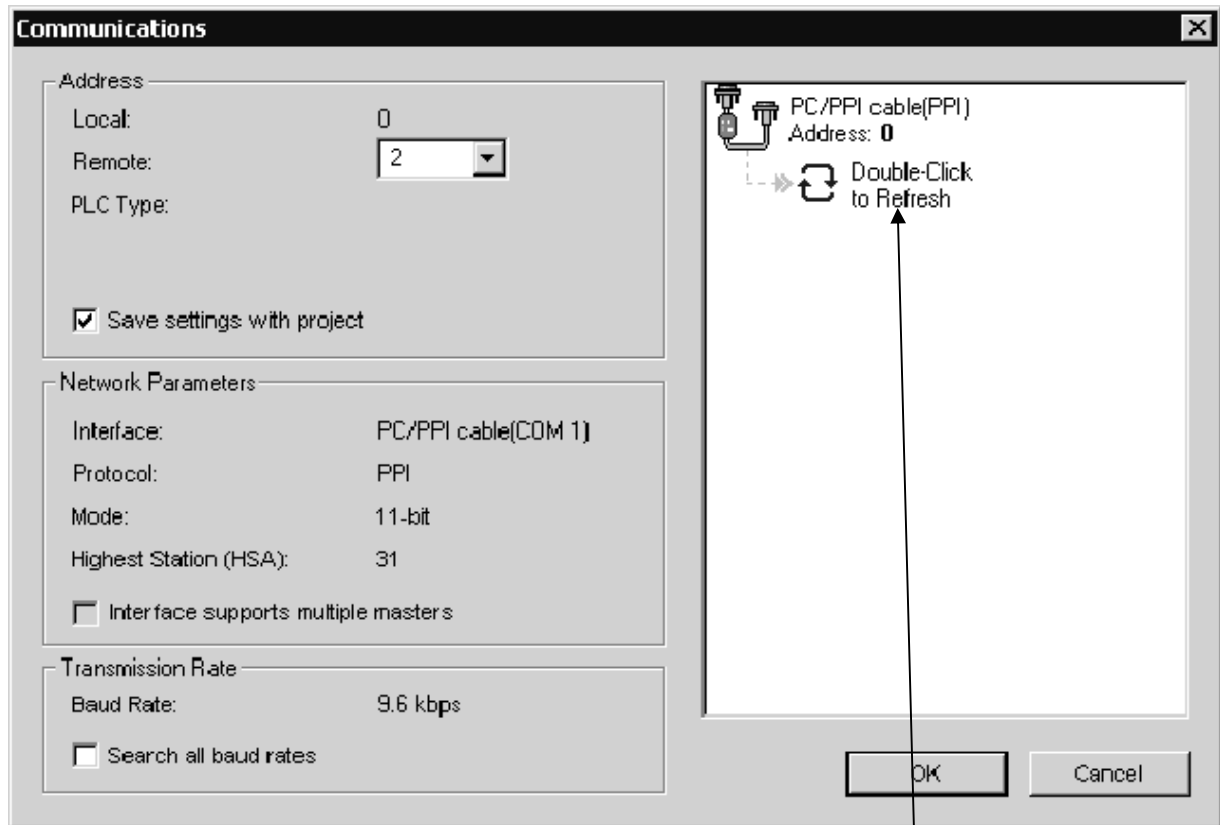 Communications
Address
Local: 0
Remote: 2
PLC Type:
Save settings with project
Network Parameters
Interface: PC/PPI cable(COM 1)
Protocol: PPI
Mode: 11-bit
Highest Station (HSA): 31
Interface supports multiple masters
Transmission Rate
Baud Rate: 9.6 kbps
Search all baud rates
PC/PPI cable(PPI)
Address: 0
Double-Click
to Refresh
OK Cancel